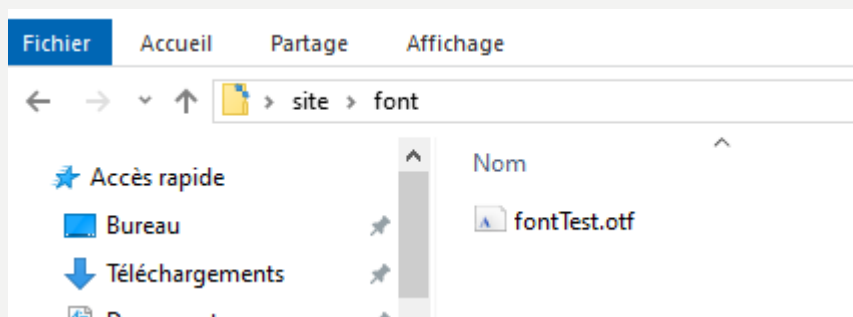 Fichier Accueil Partage Affichage
site font
Accès rapide
Bureau
Téléchargements
Nom
fontTest.otf